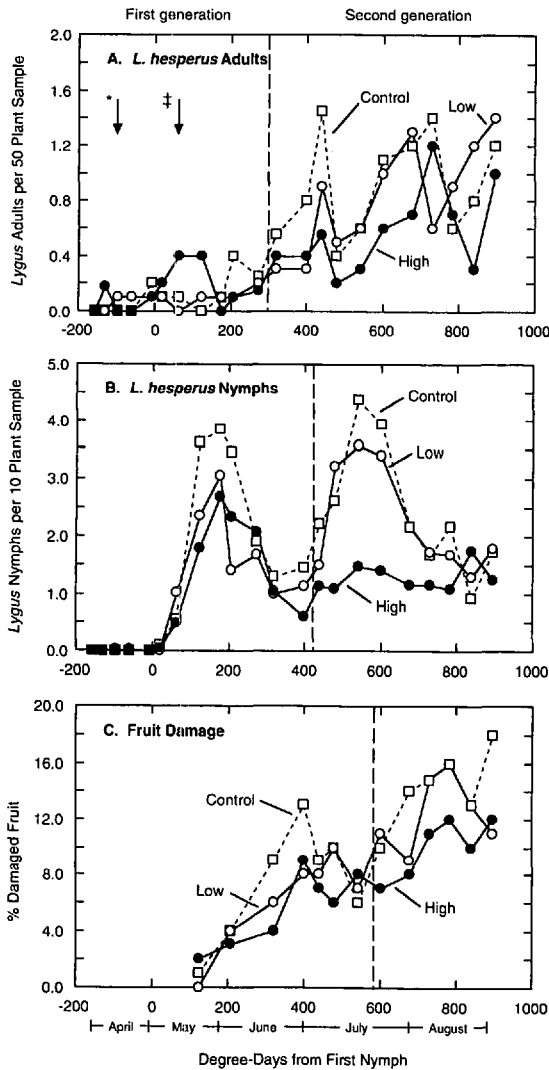 First generation Second generation
2.0
A. L. hesperus Adults
1.6
* ‡ Control Low
1.2
0.8
0.4
High
0.0
-200 0 200 400 600 800 1000
Lygus Adults per 50 Plant Sample
5.0
B. L. hesperus Nymphs
Control
4.0
Low
3.0
2.0
1.0
High
0.0
-200 0 200 400 600 800 1000
Lygus Nymphs per 10 Plant Sample
20.0
C. Fruit Damage
16.0
Control
12.0
Low
8.0
High
4.0
0.0
-200 0 200 400 600 800 1000
% Damaged Fruit
April May June July August
Degree-Days from First Nymph